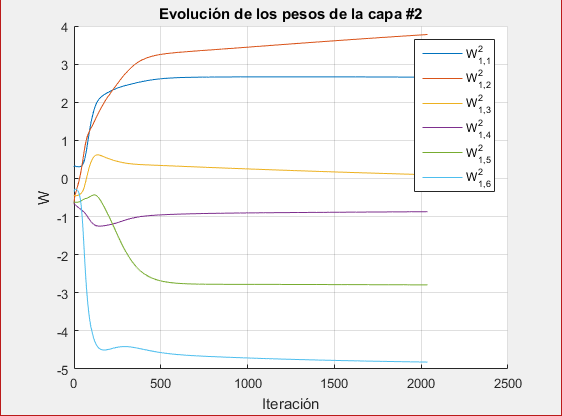 Evolución de los pesos de la capa #2
W
4
3
2
1
0
-1
-2
-3
-4
-5
0
500
1000
1500
2000
2500
Iteración
W²₁,₁
W²₁,₂
W²₁,₃
W²₁,₄
W²₁,₅
W²₁,₆